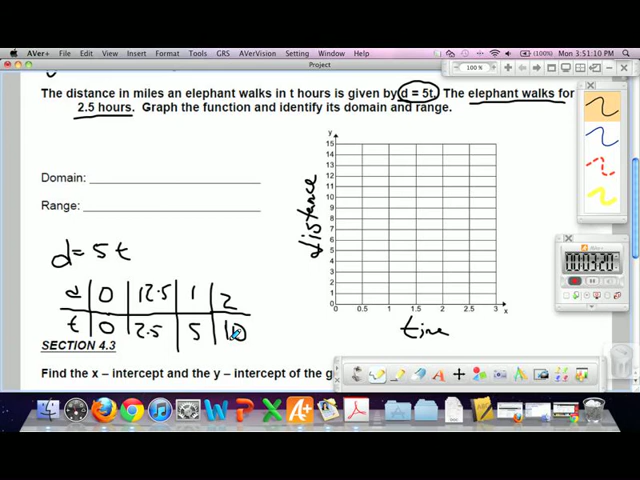 AVer+ File Edit View Insert Format Tools GRS AVerVision Setting Window Help (100%) Mon 3:51:10 PM
Project
100 %
The distance in miles an elephant walks in t hours is given by d = 5t. The elephant walks for
2.5 hours. Graph the function and identify its domain and range.
Domain:
Range:
y
15
14
13
12
11
10
9
8
7
6
5
4
3
2
1
0
0 0.5 1 1.5 2 2.5 3 x
distance
time
d = 5t
d 0 12.5 1 2
t 0 2.5 5 10
00:03:20
SECTION 4.3
Find the x – intercept and the y – intercept of the g